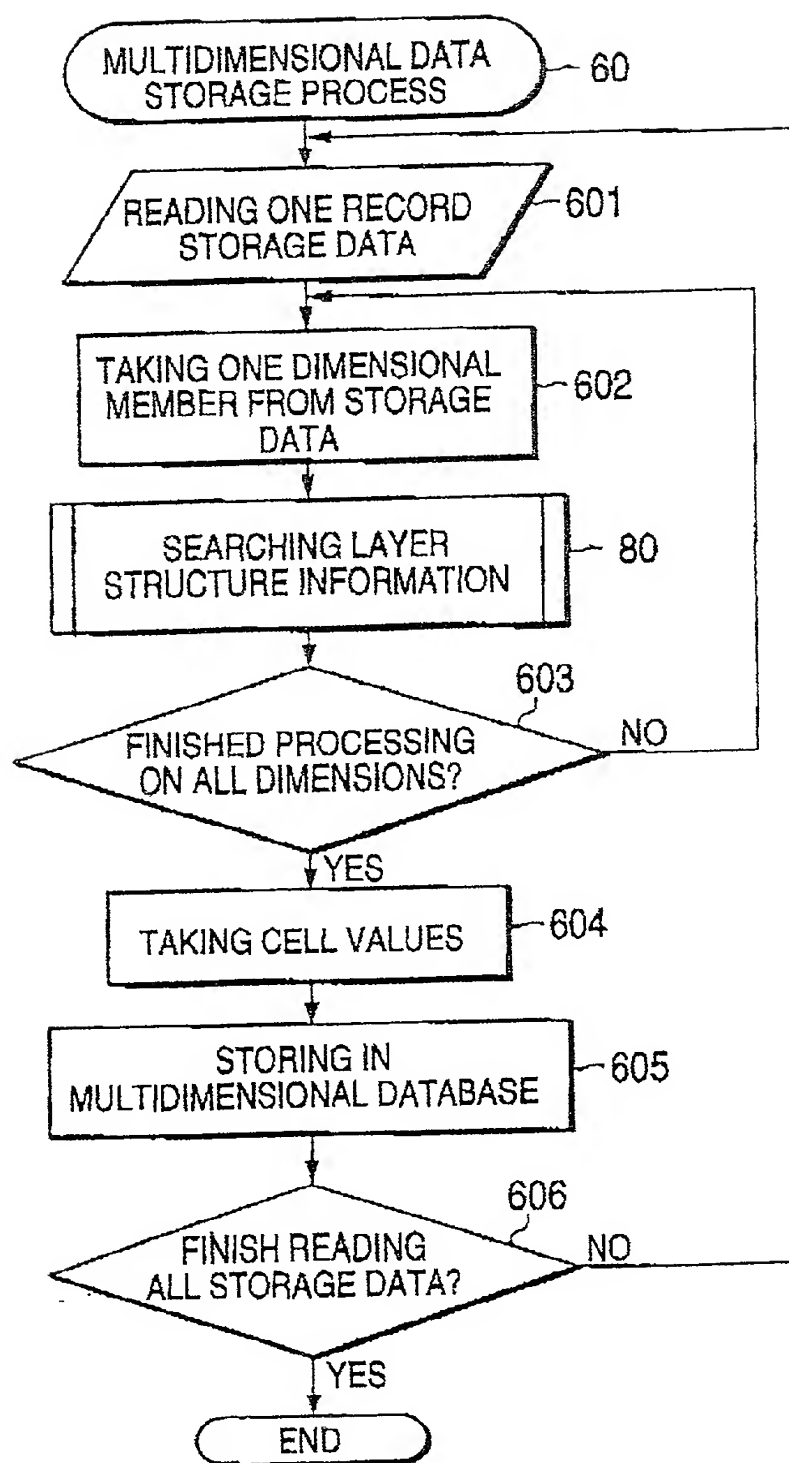 MULTIDIMENSIONAL DATA
STORAGE PROCESS
60
READING ONE RECORD
STORAGE DATA
601
TAKING ONE DIMENSIONAL
MEMBER FROM STORAGE
DATA
602
SEARCHING LAYER
STRUCTURE INFORMATION
80
603
FINISHED PROCESSING
ON ALL DIMENSIONS?
NO
YES
TAKING CELL VALUES
604
STORING IN
MULTIDIMENSIONAL DATABASE
605
606
FINISH READING
ALL STORAGE DATA?
NO
YES
END